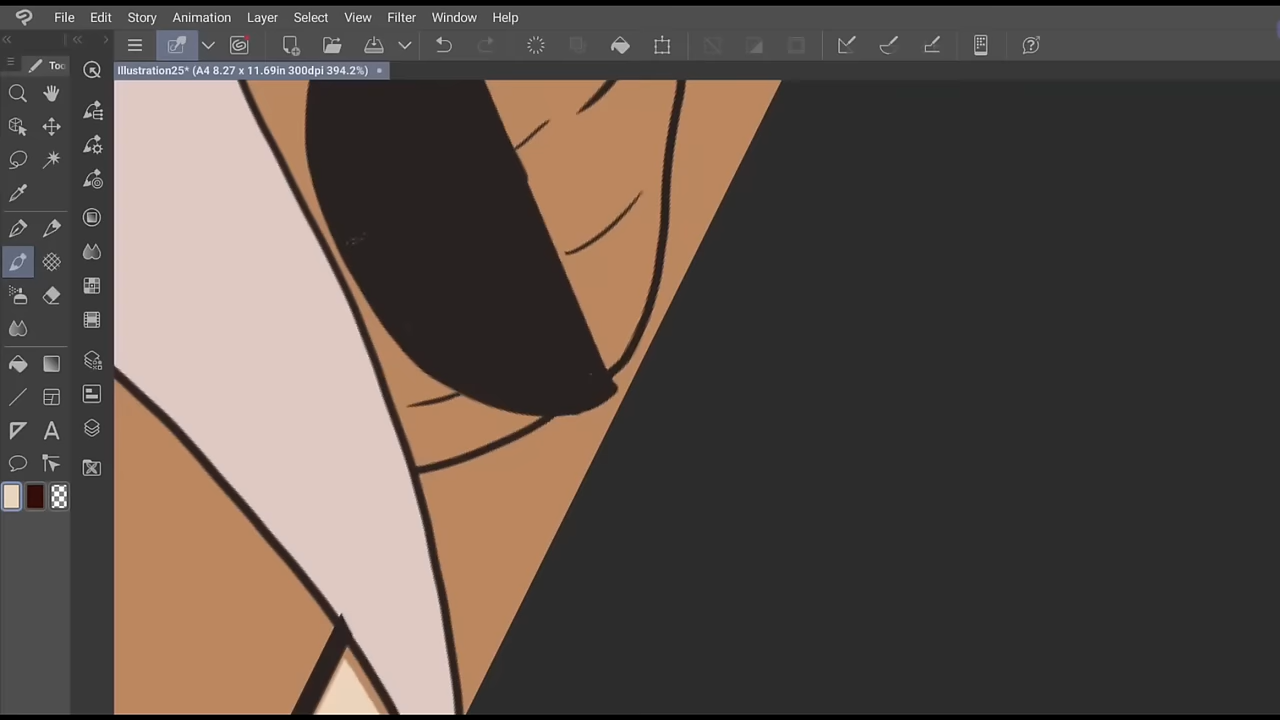 File Edit Story Animation Layer Select View Filter Window Help
Too
Illustration25* (A4 8.27 x 11.69in 300dpi 394.2%)